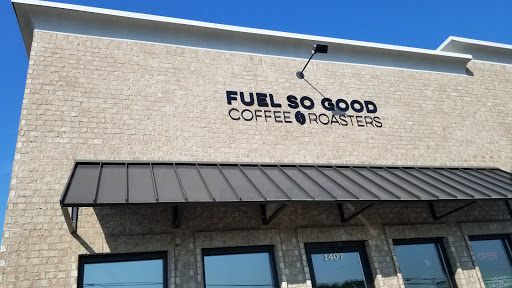 FUEL SO GOOD
COFFEE ROASTERS
1407
OPEN